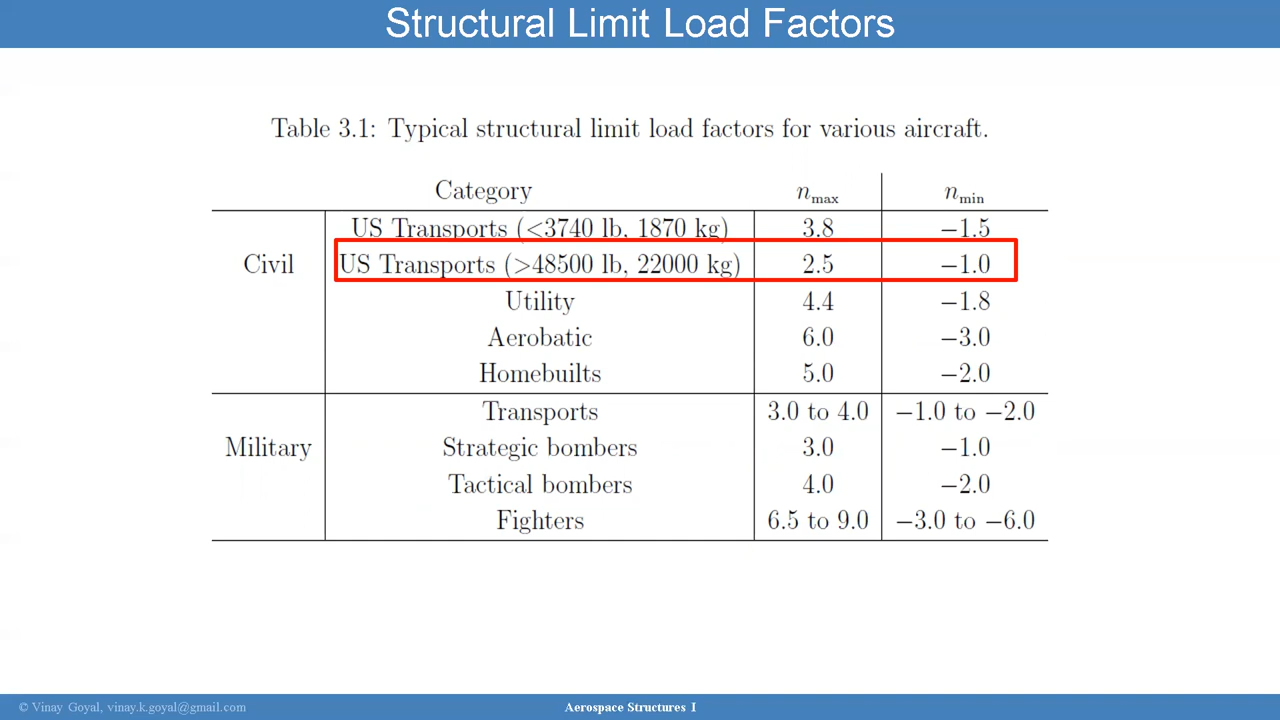 Structural Limit Load Factors
Table 3.1: Typical structural limit load factors for various aircraft.
Category nmax nmin
US Transports (<3740 lb, 1870 kg) 3.8 −1.5
Civil US Transports (>48500 lb, 22000 kg) 2.5 −1.0
Utility 4.4 −1.8
Aerobatic 6.0 −3.0
Homebuilts 5.0 −2.0
Transports 3.0 to 4.0 −1.0 to −2.0
Military Strategic bombers 3.0 −1.0
Tactical bombers 4.0 −2.0
Fighters 6.5 to 9.0 −3.0 to −6.0
© Vinay Goyal, vinay.k.goyal@gmail.com Aerospace Structures I